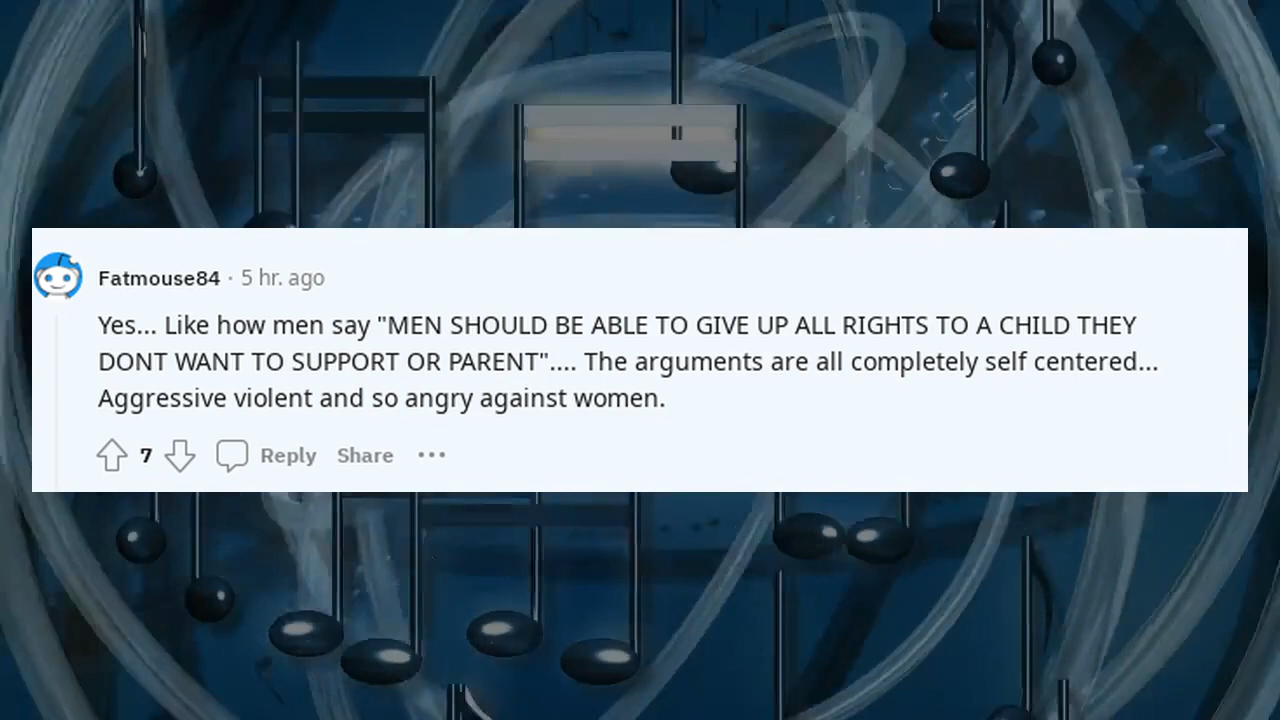 Fatmouse84 · 5 hr. ago
Yes... Like how men say "MEN SHOULD BE ABLE TO GIVE UP ALL RIGHTS TO A CHILD THEY
DONT WANT TO SUPPORT OR PARENT".... The arguments are all completely self centered...
Aggressive violent and so angry against women.
7 Reply Share ···